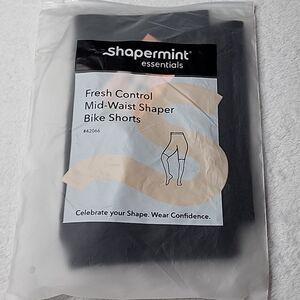 shapermint
essentials
Fresh Control
Mid-Waist Shaper
Bike Shorts
#42066
Celebrate your Shape. Wear Confidence.